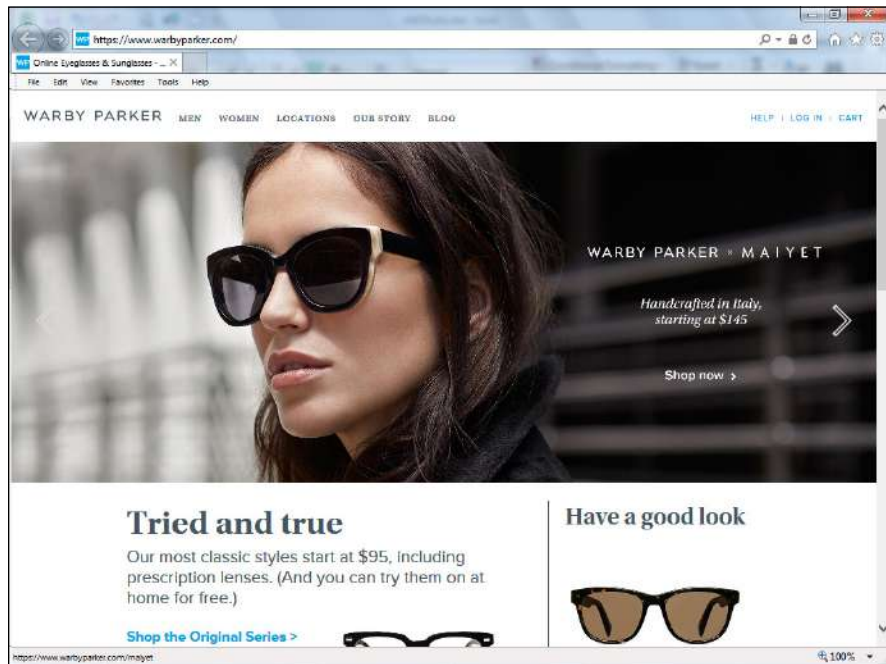 https://www.warbyparker.com/
WP Online Eyeglasses & Sunglasses - ...
File Edit View Favorites Tools Help
WARBY PARKER MEN WOMEN LOCATIONS OUR STORY BLOG
HELP | LOG IN | CART
WARBY PARKER × MAIYET
Handcrafted in Italy,
starting at $145
Shop now >
Tried and true
Our most classic styles start at $95, including
prescription lenses. (And you can try them on at
home for free.)
Shop the Original Series >
Have a good look
https://www.warbyparker.com/maiyet
100%